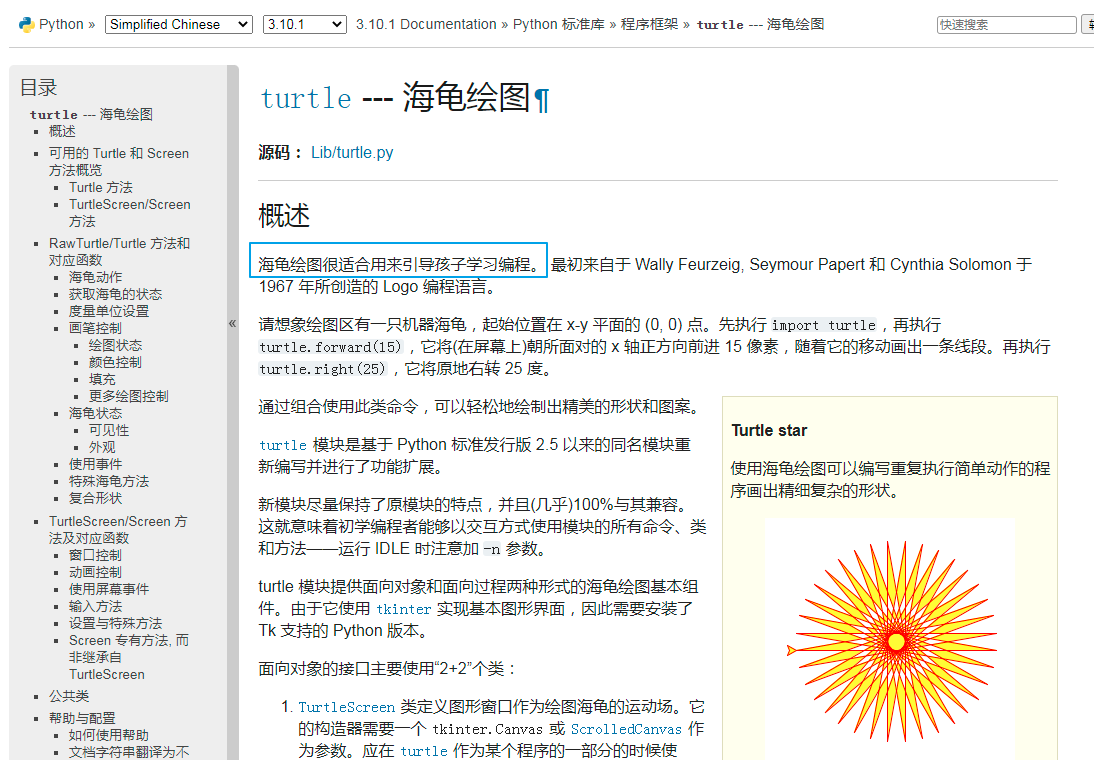 Python » Simplified Chinese 3.10.1 3.10.1 Documentation » Python 标准库 » 程序框架 » turtle --- 海龟绘图 快速搜索
目录
turtle --- 海龟绘图
概述
可用的 Turtle 和 Screen
方法概览
Turtle 方法
TurtleScreen/Screen
方法
RawTurtle/Turtle 方法和
对应函数
海龟动作
获取海龟的状态
度量单位设置
画笔控制
绘图状态
颜色控制
填充
更多绘图控制
海龟状态
可见性
外观
使用事件
特殊海龟方法
复合形状
TurtleScreen/Screen 方
法及对应函数
窗口控制
动画控制
使用屏幕事件
输入方法
设置与特殊方法
Screen 专有方法, 而
非继承自
TurtleScreen
公共类
帮助与配置
如何使用帮助
文档字符串翻译为不
«
turtle --- 海龟绘图¶
源码： Lib/turtle.py
概述
海龟绘图很适合用来引导孩子学习编程。 最初来自于 Wally Feurzeig, Seymour Papert 和 Cynthia Solomon 于
1967 年所创造的 Logo 编程语言。
请想象绘图区有一只机器海龟，起始位置在 x-y 平面的 (0, 0) 点。先执行 import turtle，再执行
turtle.forward(15)，它将(在屏幕上)朝所面对的 x 轴正方向前进 15 像素，随着它的移动画出一条线段。再执行
turtle.right(25)，它将原地右转 25 度。
通过组合使用此类命令，可以轻松地绘制出精美的形状和图案。
turtle 模块是基于 Python 标准发行版 2.5 以来的同名模块重
新编写并进行了功能扩展。
新模块尽量保持了原模块的特点，并且(几乎)100%与其兼容。
这就意味着初学编程者能够以交互方式使用模块的所有命令、类
和方法——运行 IDLE 时注意加 -n 参数。
turtle 模块提供面向对象和面向过程两种形式的海龟绘图基本组
件。由于它使用 tkinter 实现基本图形界面，因此需要安装了
Tk 支持的 Python 版本。
面向对象的接口主要使用“2+2”个类：
1. TurtleScreen 类定义图形窗口作为绘图海龟的运动场。它
的构造器需要一个 tkinter.Canvas 或 ScrolledCanvas 作
为参数。应在 turtle 作为某个程序的一部分的时候使
Turtle star
使用海龟绘图可以编写重复执行简单动作的程
序画出精细复杂的形状。